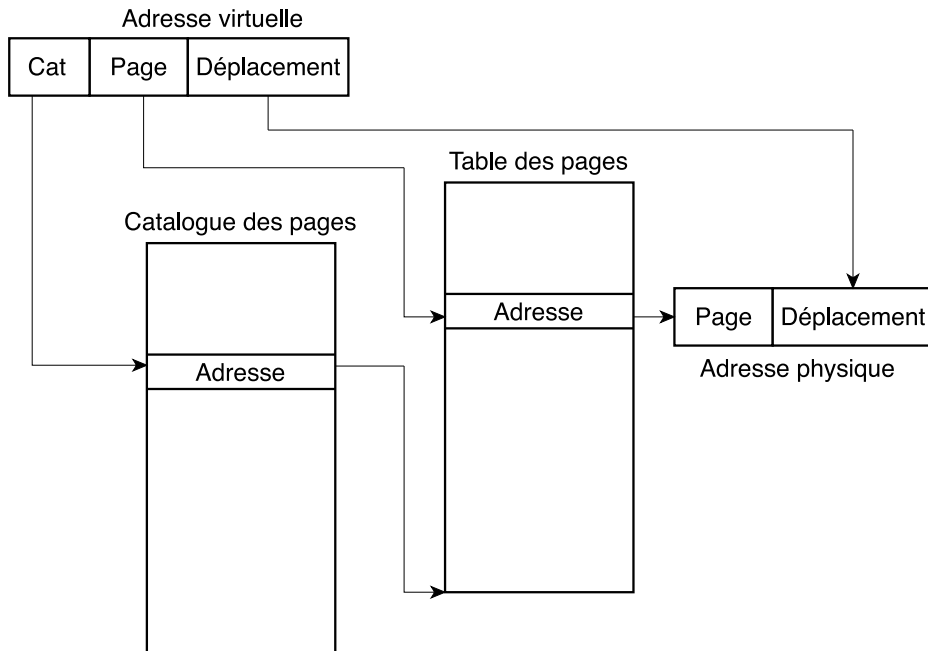 Adresse virtuelle
Cat Page Déplacement
Table des pages
Catalogue des pages
Adresse
Page Déplacement
Adresse physique
Adresse